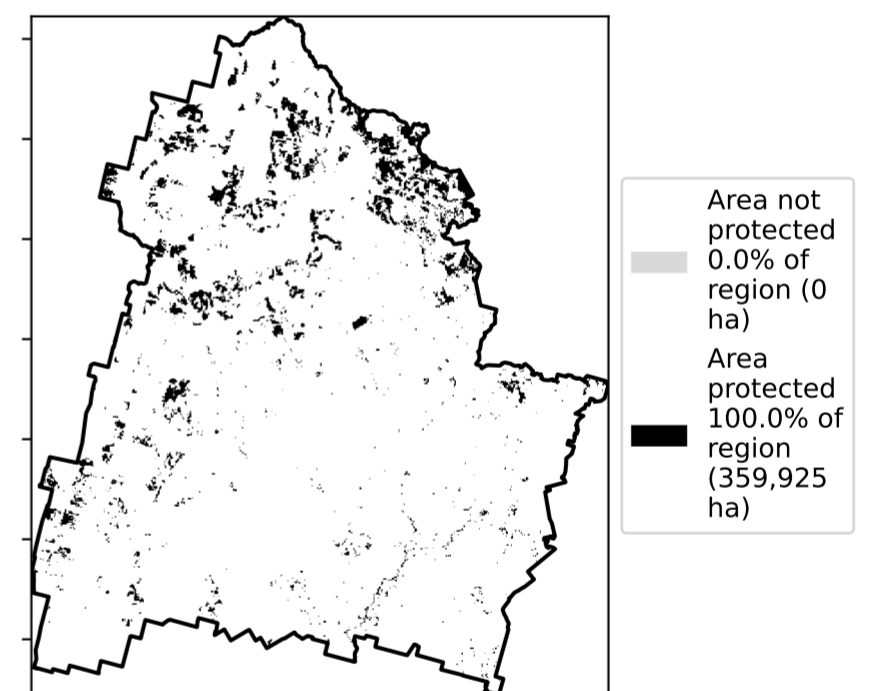 Area not
protected
0.0% of
region (0
ha)
Area
protected
100.0% of
region
(359,925
ha)